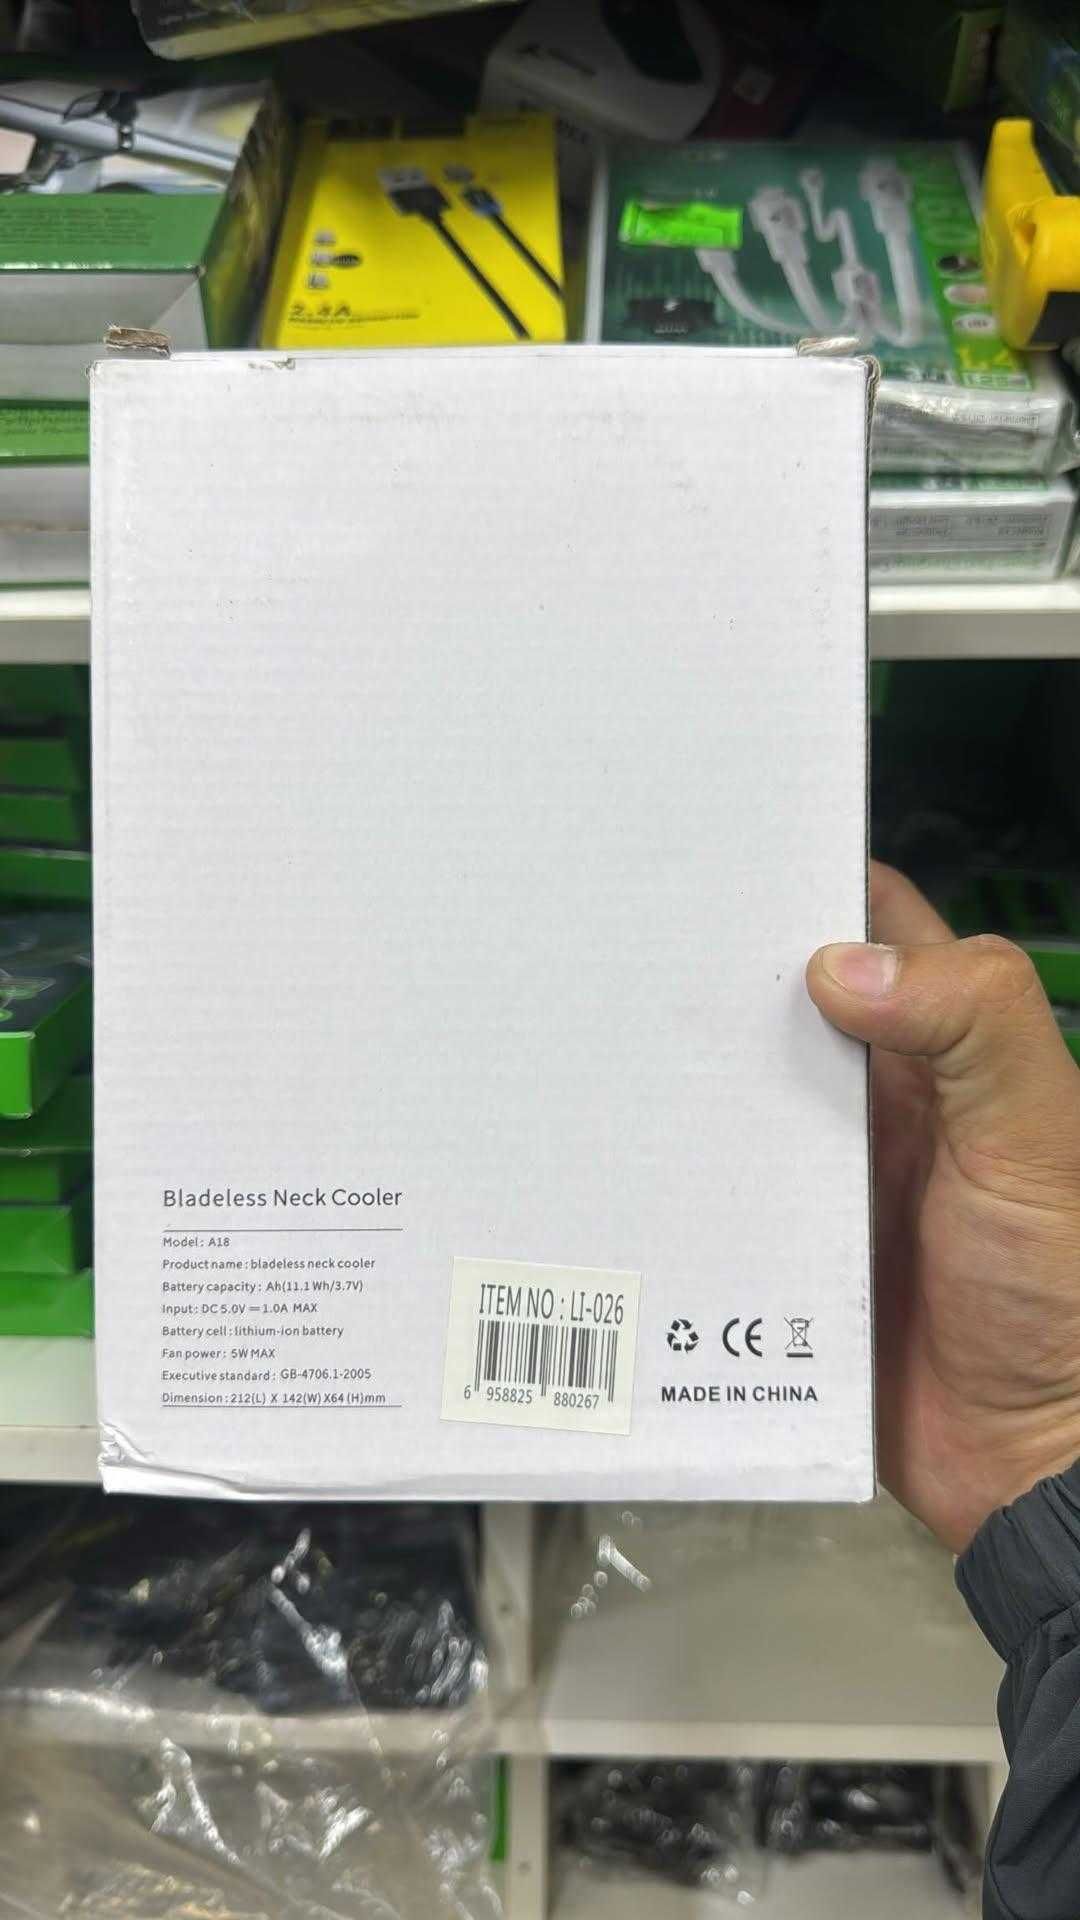 2.4A
Bladeless Neck Cooler
Model: A18
Product name: bladeless neck cooler
Battery capacity: Ah(11.1 Wh/3.7V)
Input: DC 5.0V ⎓ 1.0A MAX
Battery cell: lithium-ion battery
Fan power: 5W MAX
Executive standard: GB-4706.1-2005
Dimension: 212(L) X 142(W) X64 (H)mm
ITEM NO : LI-026
6 958825 880267
CE
MADE IN CHINA